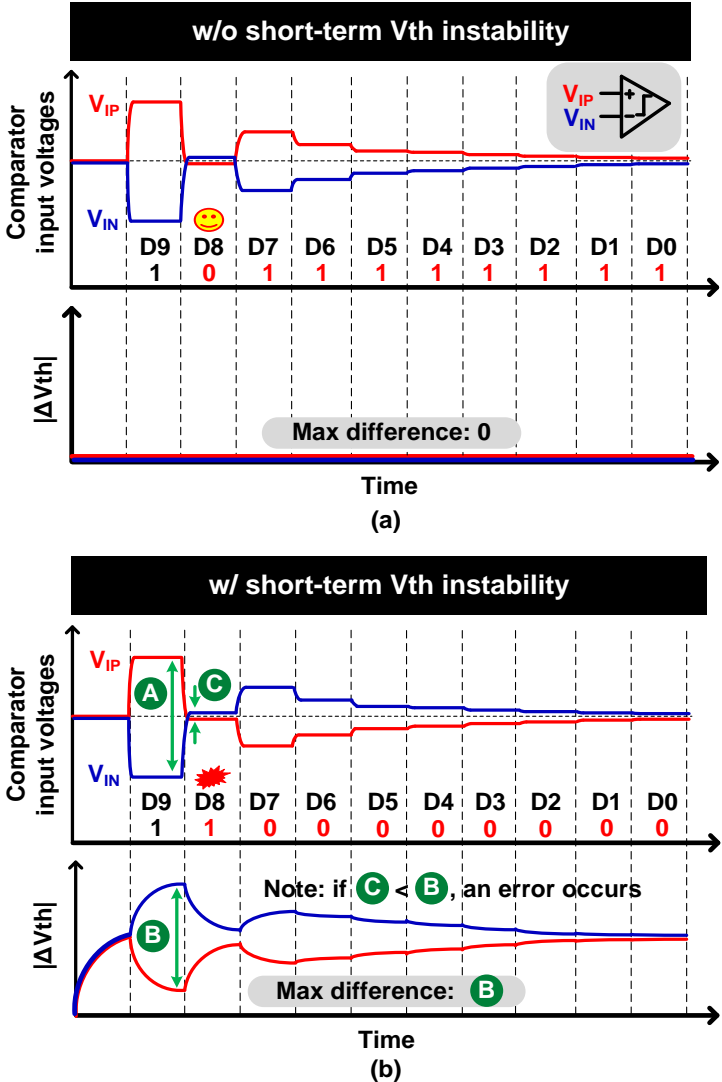 w/o short-term Vth instability
Comparator input voltages
VIP
VIN
VIP
+
VIN
−
D9 D8 D7 D6 D5 D4 D3 D2 D1 D0
1 0 1 1 1 1 1 1 1 1
|ΔVth|
Max difference: 0
Time
(a)
w/ short-term Vth instability
Comparator input voltages
VIP
VIN
A
C
D9 D8 D7 D6 D5 D4 D3 D2 D1 D0
1 1 0 0 0 0 0 0 0 0
|ΔVth|
Note: if C < B, an error occurs
B
Max difference: B
Time
(b)